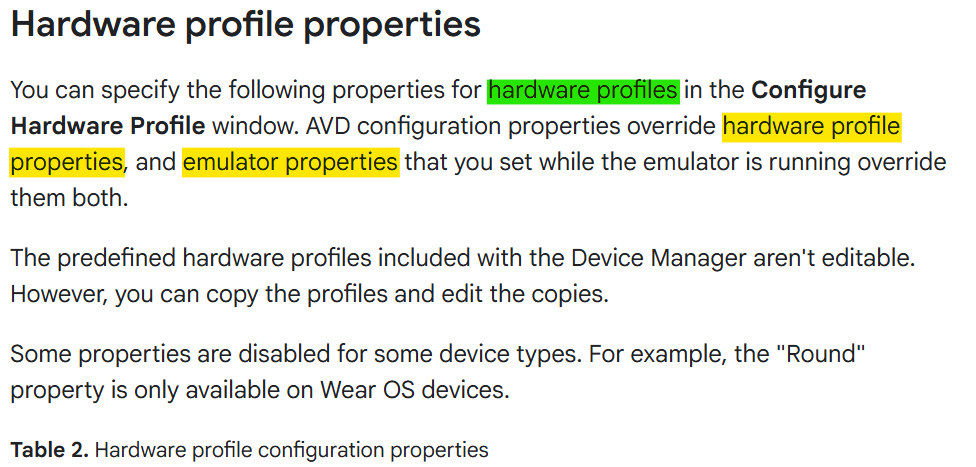 Hardware profile properties
You can specify the following properties for hardware profiles in the Configure
Hardware Profile window. AVD configuration properties override hardware profile
properties, and emulator properties that you set while the emulator is running override
them both.
The predefined hardware profiles included with the Device Manager aren't editable.
However, you can copy the profiles and edit the copies.
Some properties are disabled for some device types. For example, the "Round"
property is only available on Wear OS devices.
Table 2. Hardware profile configuration properties